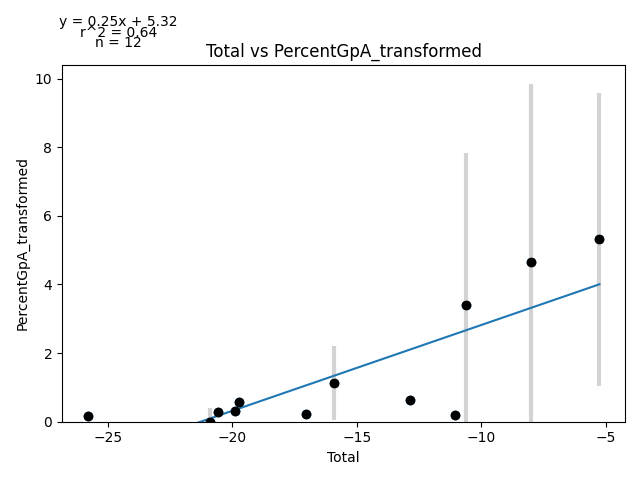 y = 0.25x + 5.32
r^2 = 0.64
n = 12
Total vs PercentGpA_transformed
PercentGpA_transformed
10
8
6
4
2
0
−25
−20
−15
−10
−5
Total